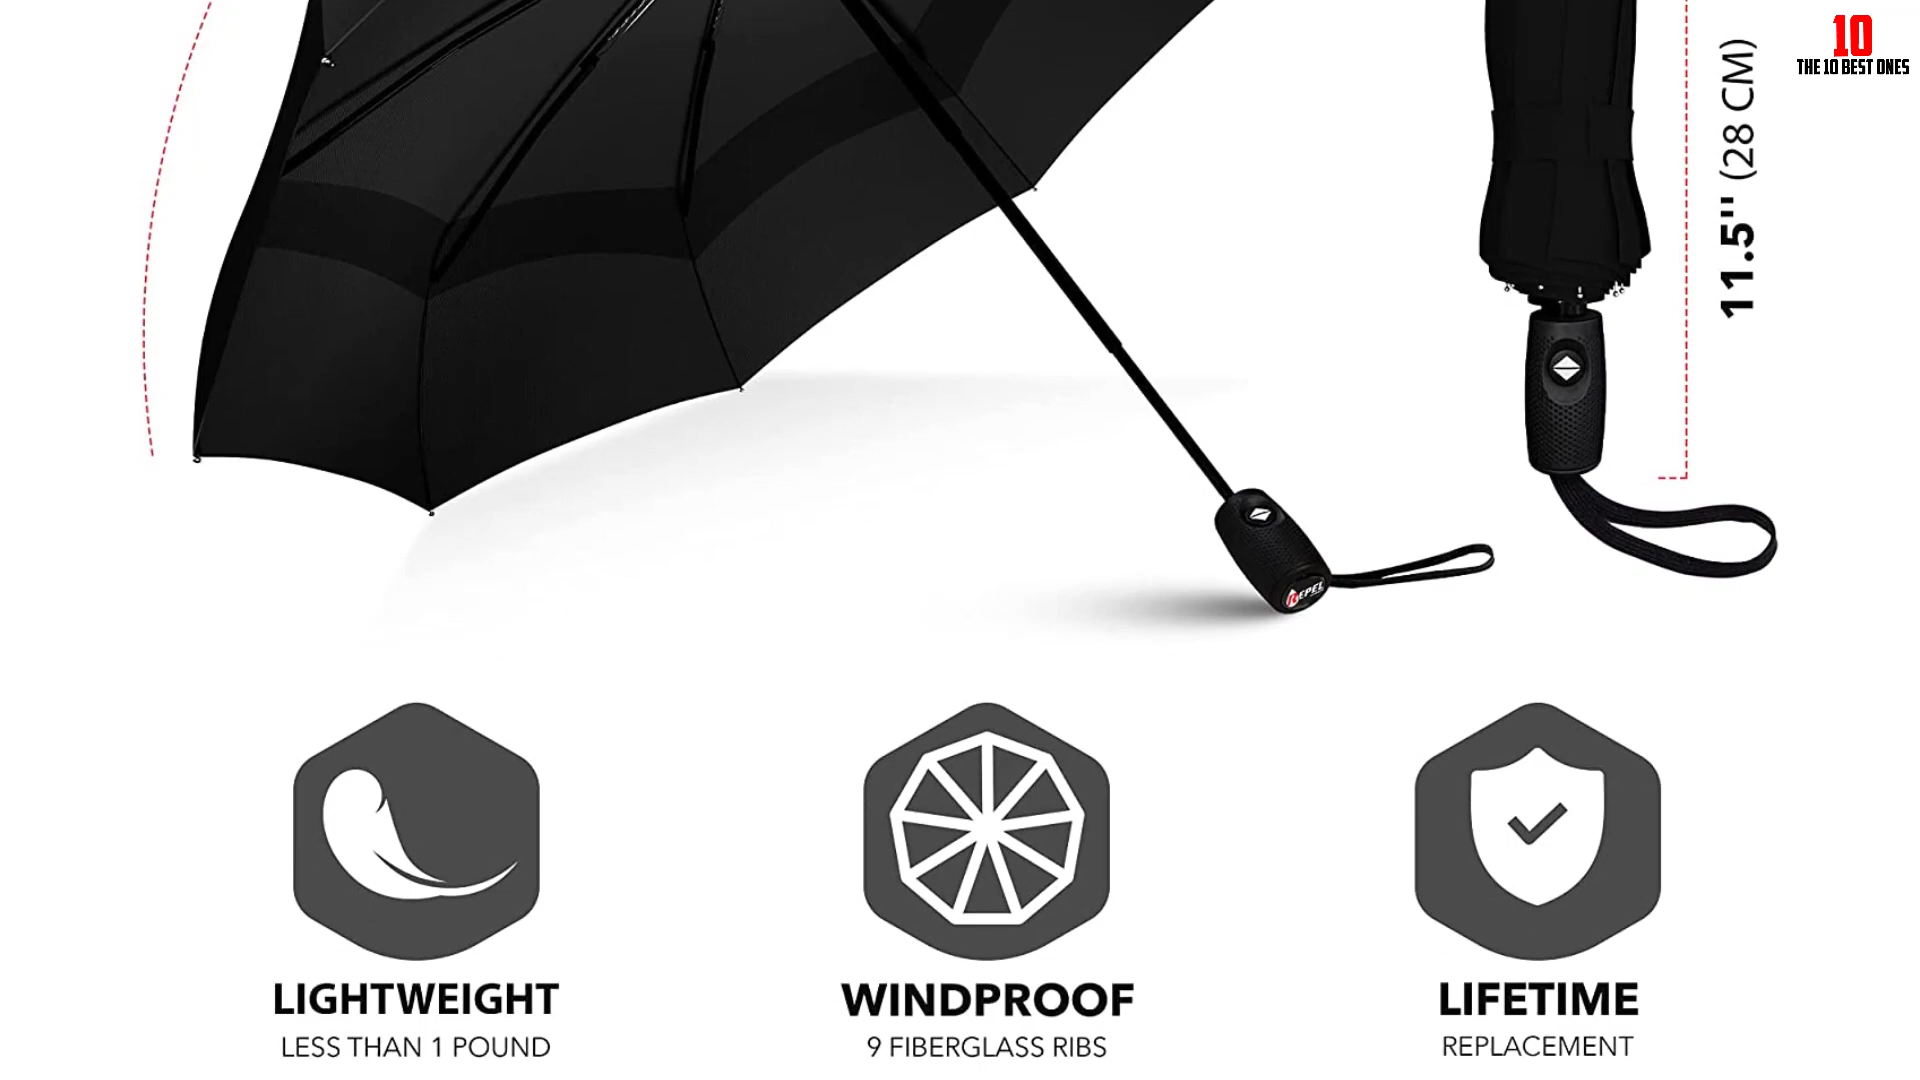 10
THE 10 BEST ONES
11.5" (28 CM)
REPEL
LIGHTWEIGHT
LESS THAN 1 POUND
WINDPROOF
9 FIBERGLASS RIBS
LIFETIME
REPLACEMENT